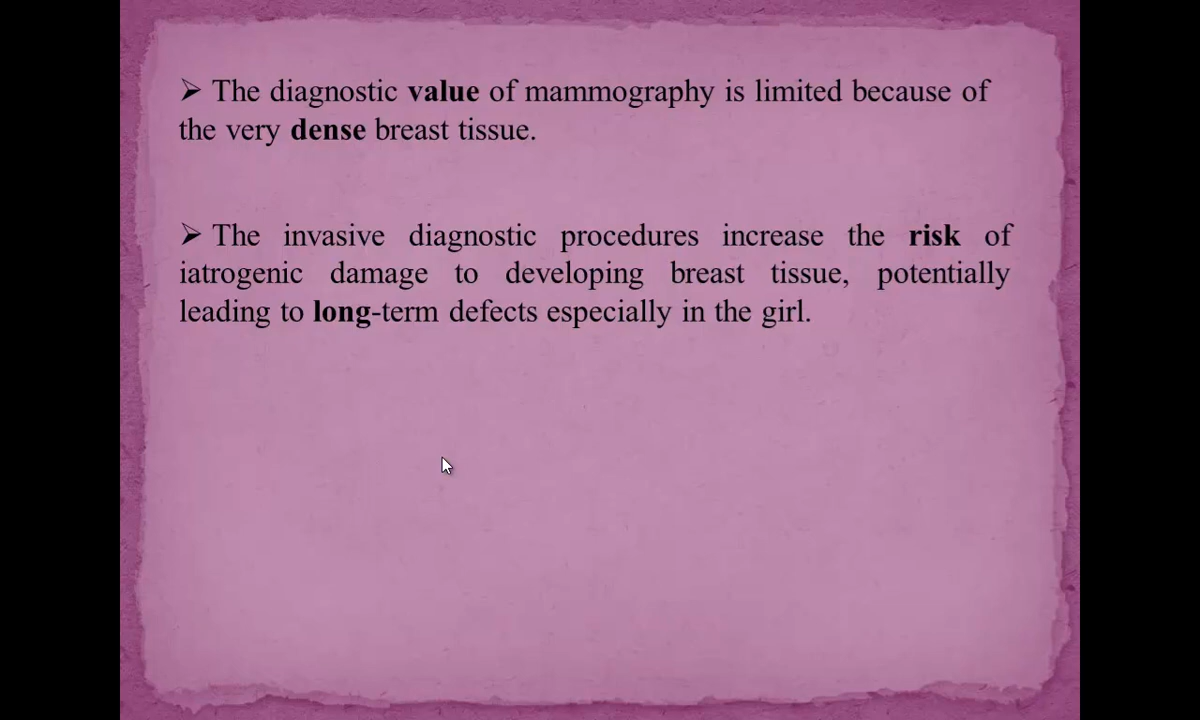 ➢ The diagnostic value of mammography is limited because of
the very dense breast tissue.
➢ The invasive diagnostic procedures increase the risk of
iatrogenic damage to developing breast tissue, potentially
leading to long-term defects especially in the girl.